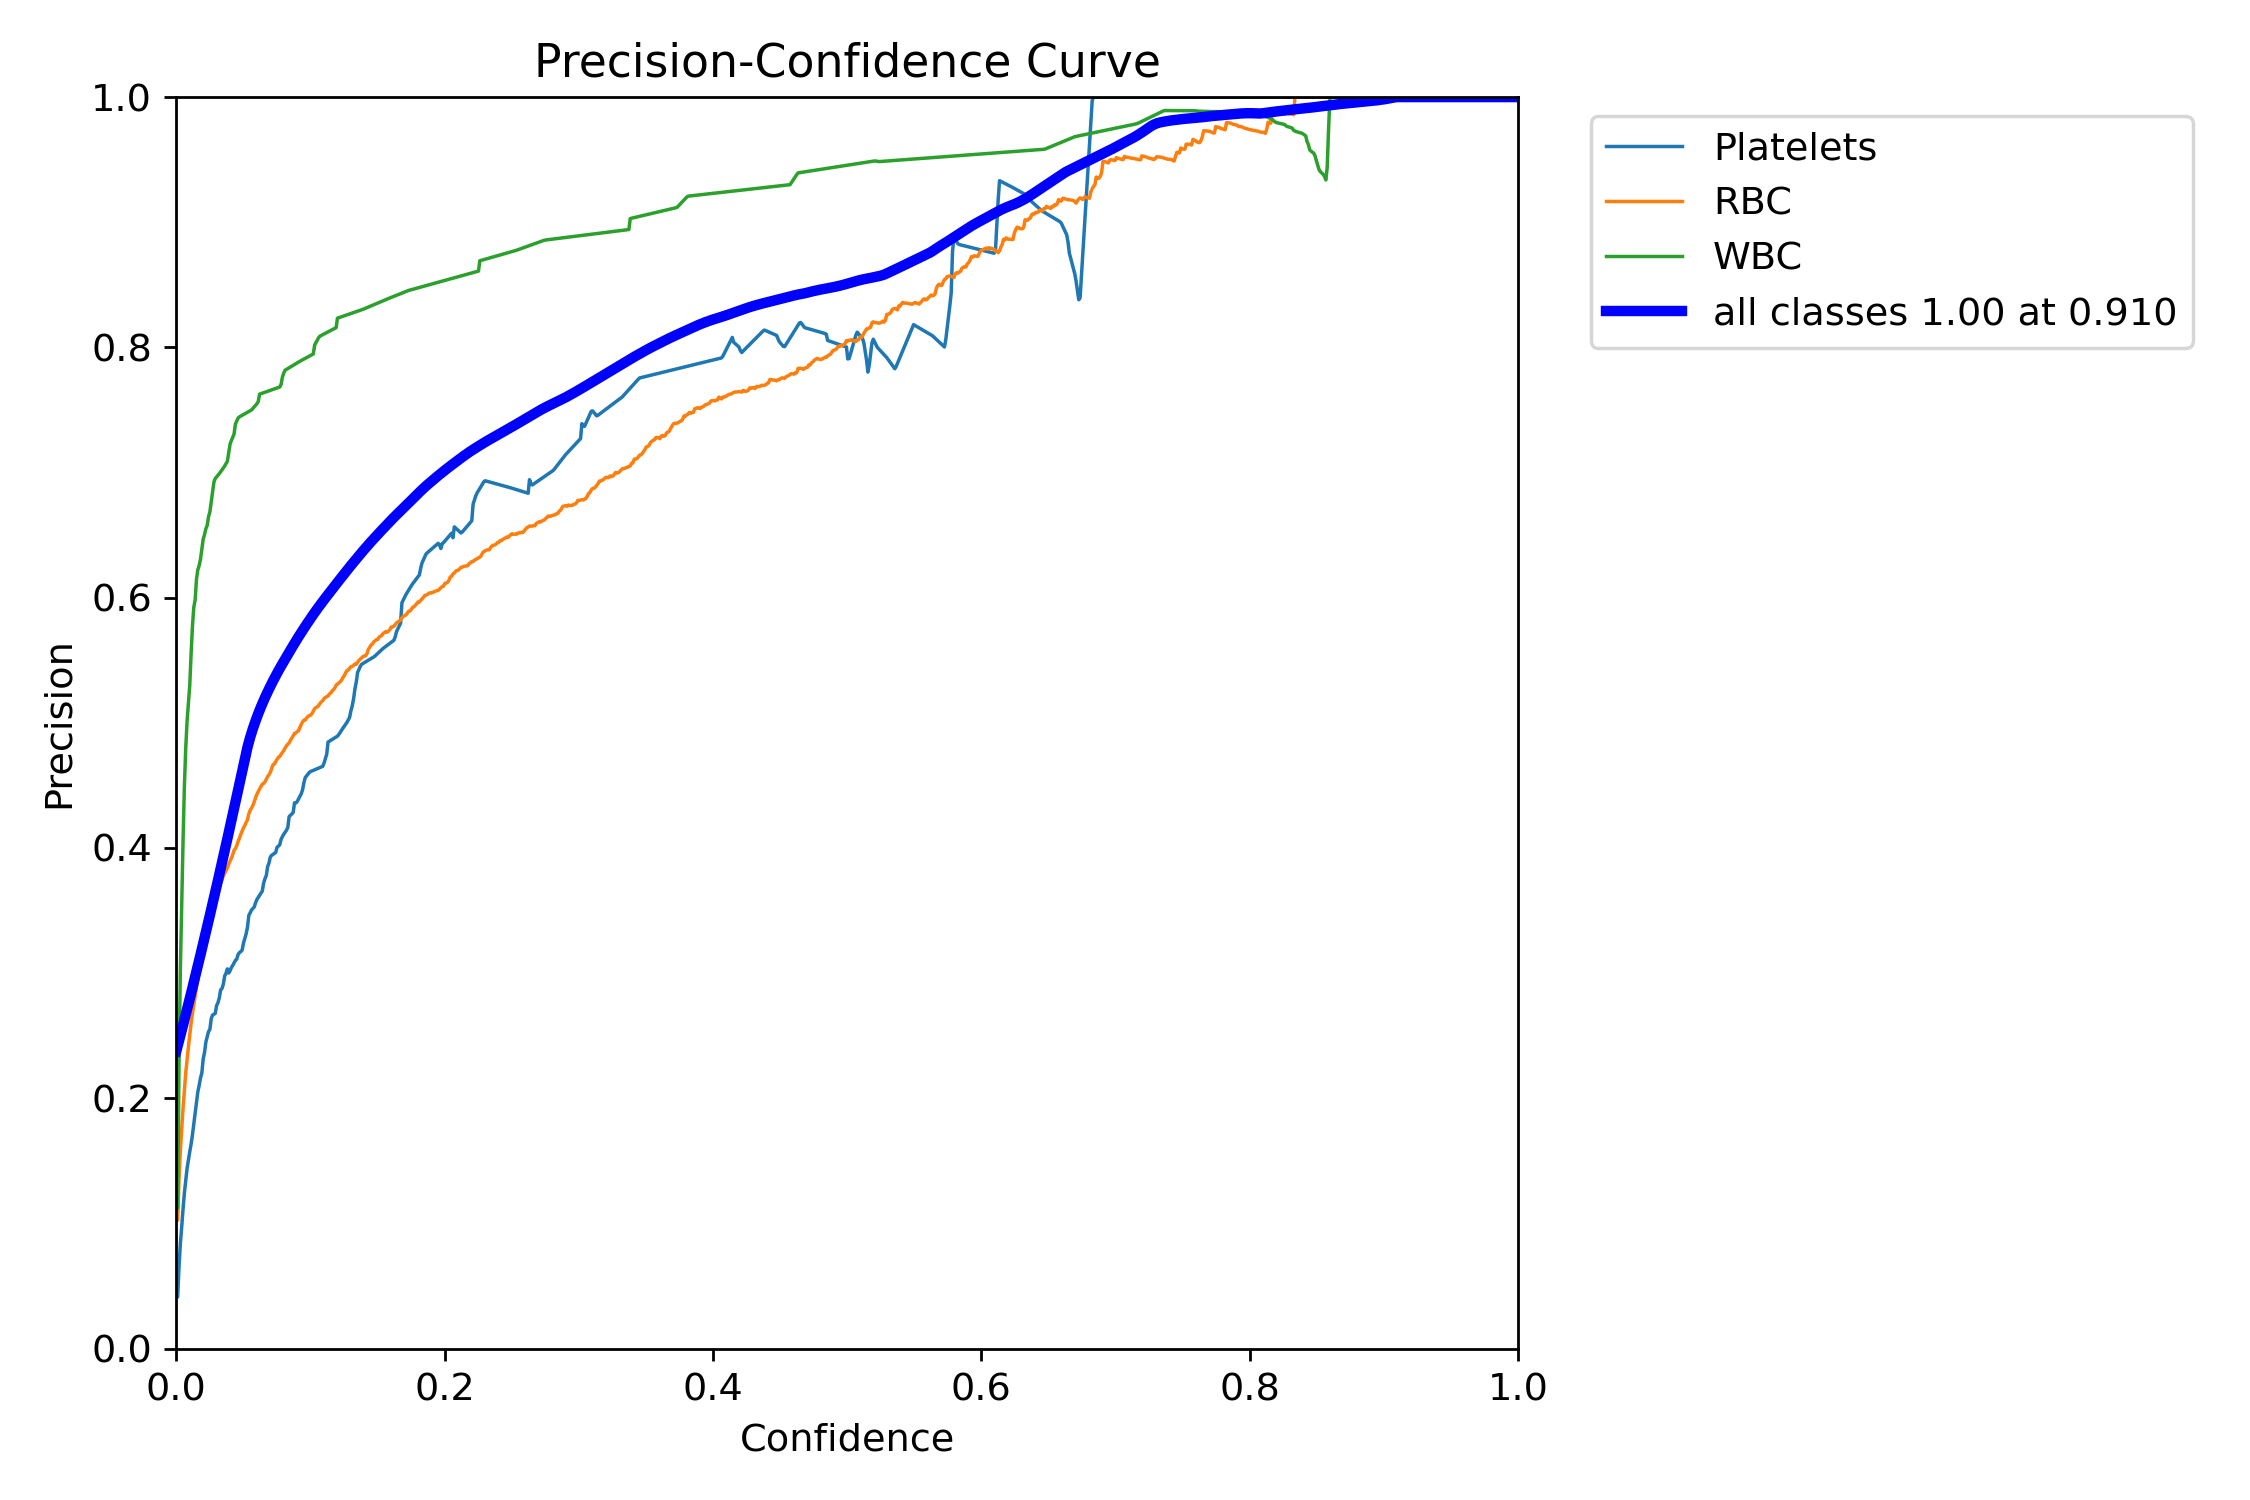 Precision-Confidence Curve
1.0
0.8
0.6
0.4
0.2
0.0
Precision
0.0 0.2 0.4 0.6 0.8 1.0
Confidence
Platelets
RBC
WBC
all classes 1.00 at 0.910